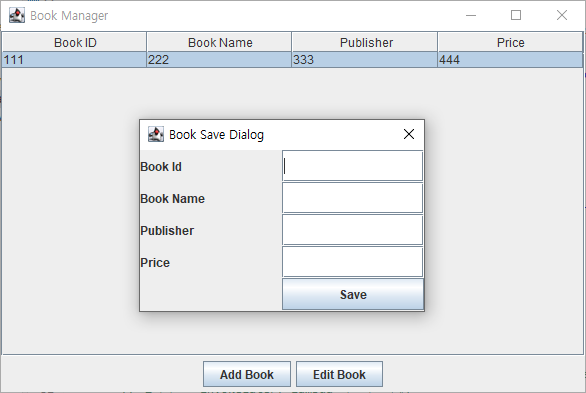 Book Manager
Book ID Book Name Publisher Price
111 222 333 444
Book Save Dialog
Book Id
Book Name
Publisher
Price
Save
Add Book Edit Book